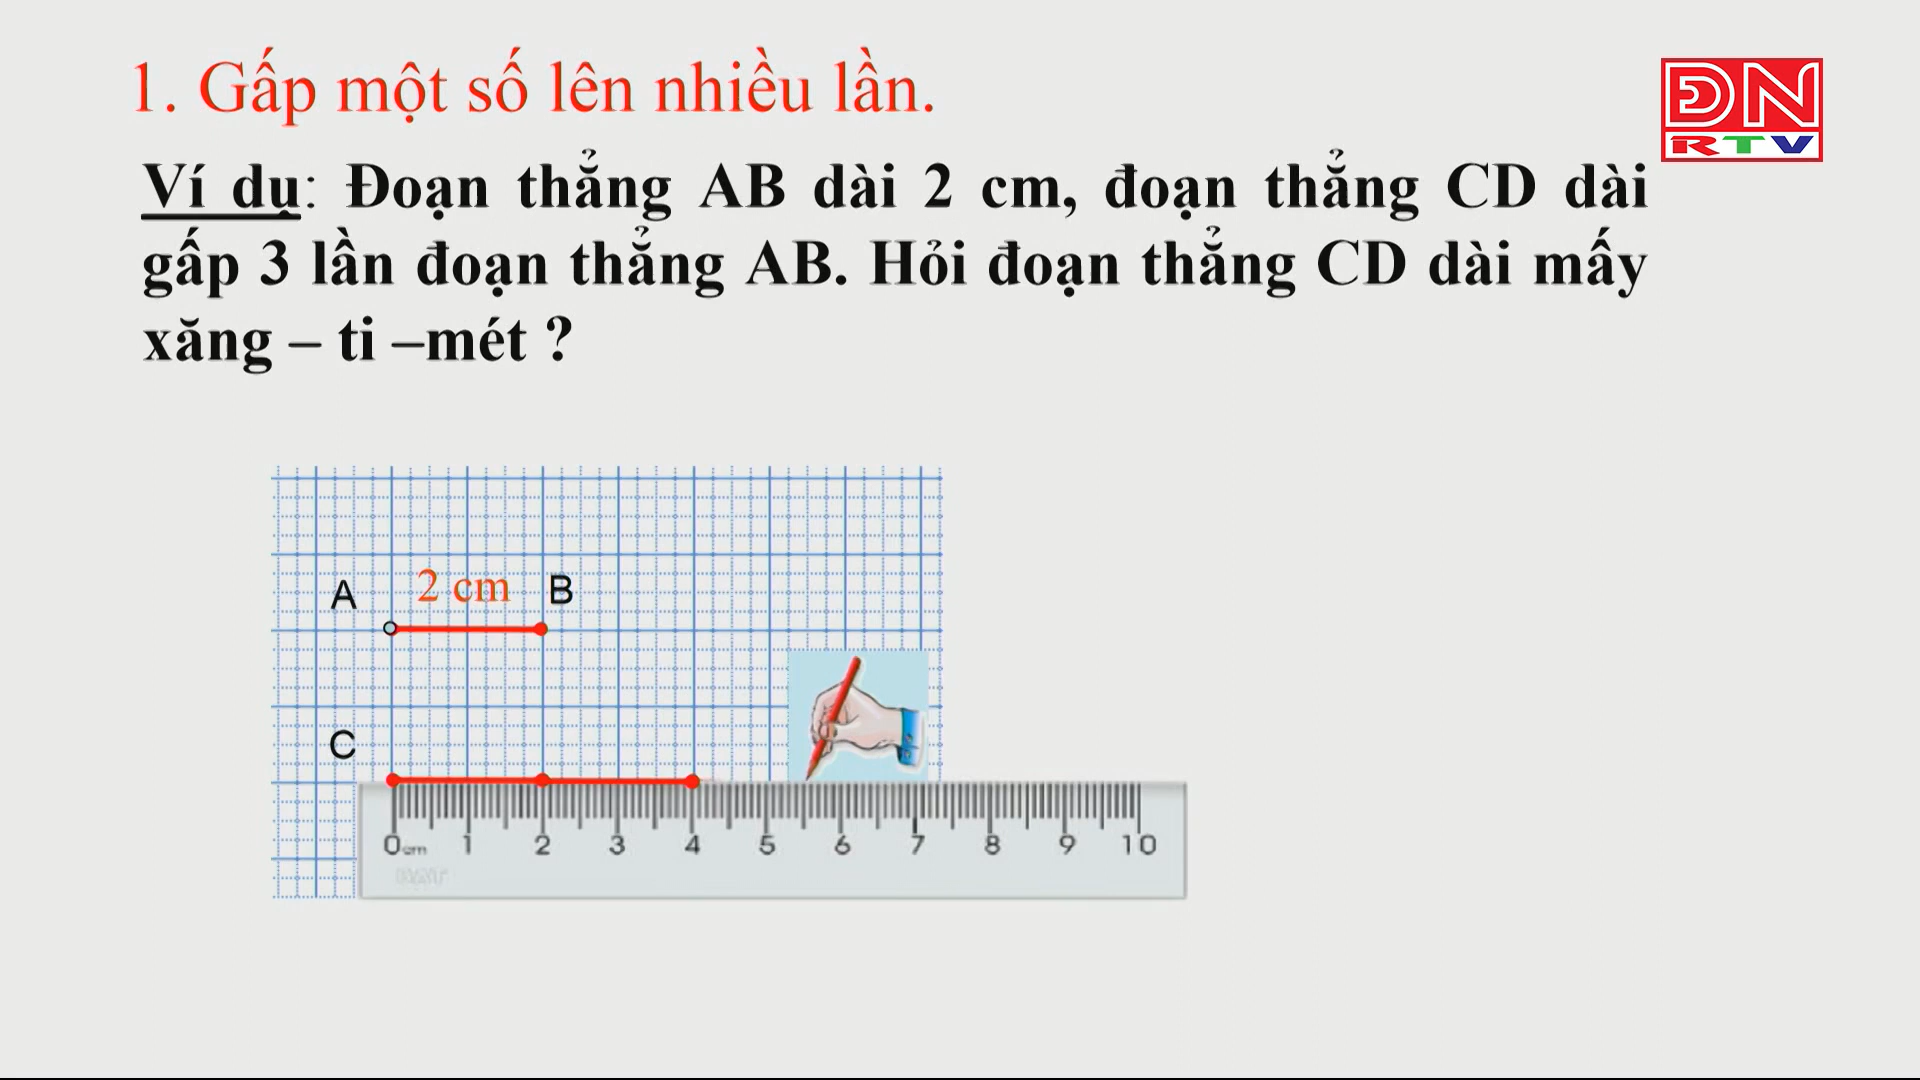 1. Gấp một số lên nhiều lần.
ĐN
RTV
Ví dụ: Đoạn thẳng AB dài 2 cm, đoạn thẳng CD dài
gấp 3 lần đoạn thẳng AB. Hỏi đoạn thẳng CD dài mấy
xăng – ti –mét ?
A 2 cm B
C
0cm 1 2 3 4 5 6 7 8 9 10